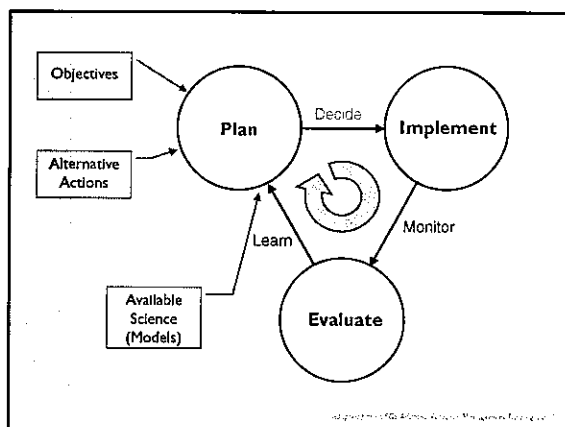 Objectives
Alternative
Actions
Available
Science
(Models)
Plan
Decide
Implement
Learn
Monitor
Evaluate